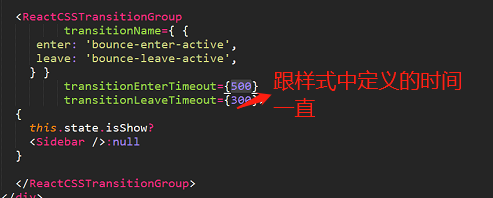 <ReactCSSTransitionGroup
transitionName={ {
enter: 'bounce-enter-active',
leave: 'bounce-leave-active',
} }
transitionEnterTimeout={500}
transitionLeaveTimeout={300}>
跟样式中定义的时间
一直
{
this.state.isShow?
<Sidebar />:null
}
</ReactCSSTransitionGroup>
</div>